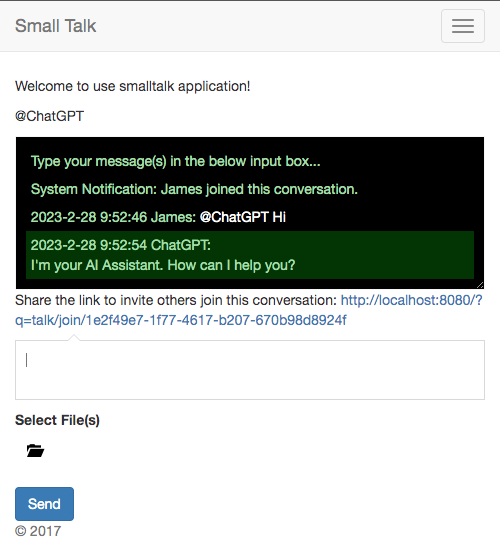 Small Talk
Welcome to use smalltalk application!
@ChatGPT
Type your message(s) in the below input box...
System Notification: James joined this conversation.
2023-2-28 9:52:46 James: @ChatGPT Hi
2023-2-28 9:52:54 ChatGPT:
I'm your AI Assistant. How can I help you?
Share the link to invite others join this conversation: http://localhost:8080/?
q=talk/join/1e2f49e7-1f77-4617-b207-670b98d8924f
Select File(s)
Send
© 2017